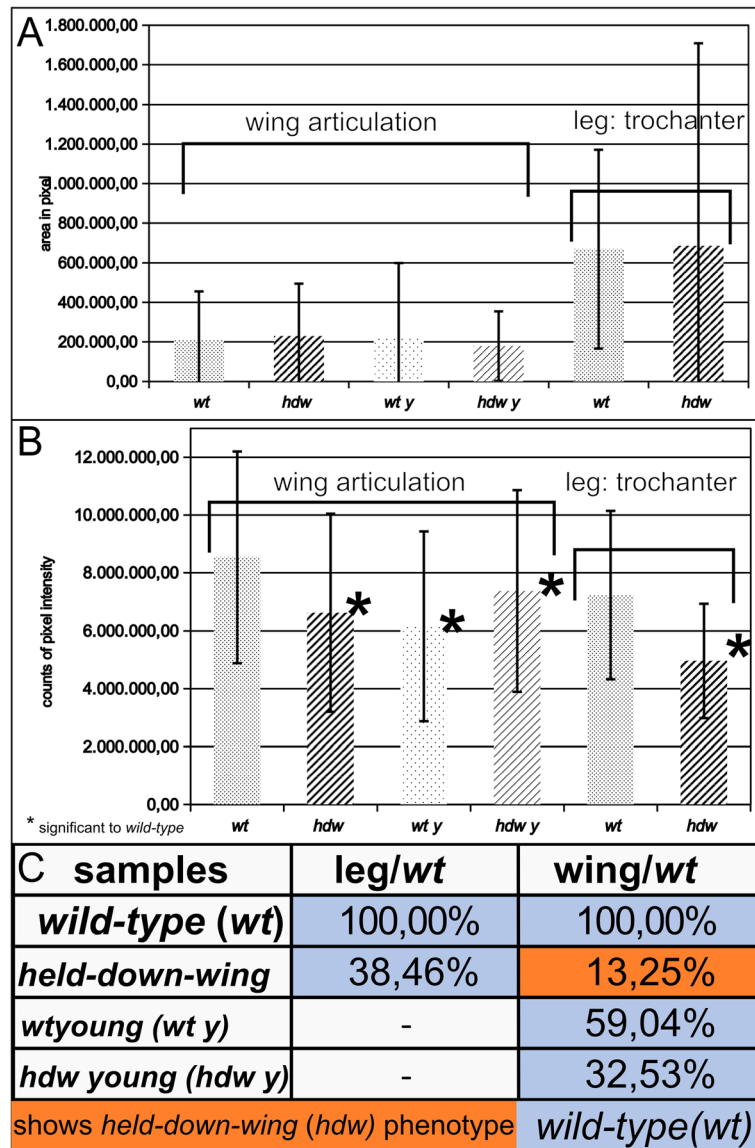 A
1.800.000,00
1.600.000,00
1.400.000,00
1.200.000,00
1.000.000,00
800.000,00
600.000,00
400.000,00
200.000,00
0,00
area in pixel
wing articulation
leg: trochanter
wt hdw wt y hdw y wt hdw
B
12.000.000,00
10.000.000,00
8.000.000,00
6.000.000,00
4.000.000,00
2.000.000,00
0,00
counts of pixel intensity
wing articulation
leg: trochanter
* * * *
wt hdw wt y hdw y wt hdw
* significant to wild-type
C samples leg/wt wing/wt
wild-type (wt) 100,00% 100,00%
held-down-wing 38,46% 13,25%
wtyoung (wt y) - 59,04%
hdw young (hdw y) - 32,53%
shows held-down-wing (hdw) phenotype wild-type(wt)